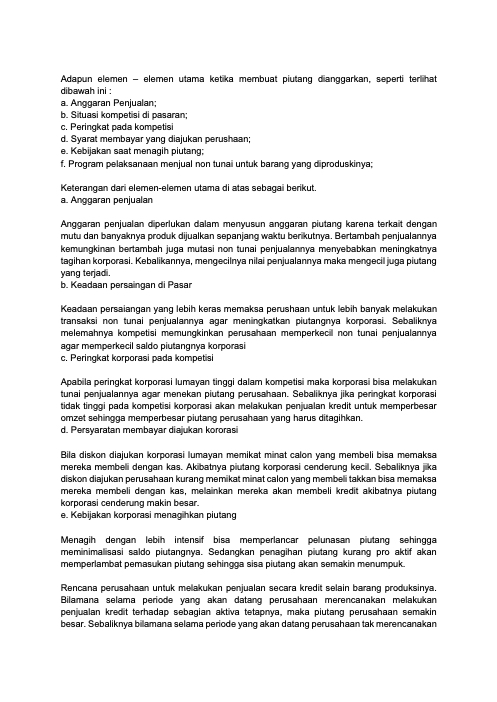 Adapun elemen – elemen utama ketika membuat piutang dianggarkan, seperti terlihat
dibawah ini :
a. Anggaran Penjualan;
b. Situasi kompetisi di pasaran;
c. Peringkat pada kompetisi
d. Syarat membayar yang diajukan perushaan;
e. Kebijakan saat menagih piutang;
f. Program pelaksanaan menjual non tunai untuk barang yang diproduskinya;
Keterangan dari elemen-elemen utama di atas sebagai berikut.
a. Anggaran penjualan
Anggaran penjualan diperlukan dalam menyusun anggaran piutang karena terkait dengan
mutu dan banyaknya produk dijualkan sepanjang waktu berikutnya. Bertambah penjualannya
kemungkinan bertambah juga mutasi non tunai penjualannya menyebabkan meningkatnya
tagihan korporasi. Kebalikannya, mengecilnya nilai penjualannya maka mengecil juga piutang
yang terjadi.
b. Keadaan persaingan di Pasar
Keadaan persaiangan yang lebih keras memaksa perushaan untuk lebih banyak melakukan
transaksi non tunai penjualannya agar meningkatkan piutangnya korporasi. Sebaliknya
melemahnya kompetisi memungkinkan perusahaan memperkecil non tunai penjualannya
agar memperkecil saldo piutangnya korporasi
c. Peringkat korporasi pada kompetisi
Apabila peringkat korporasi lumayan tinggi dalam kompetisi maka korporasi bisa melakukan
tunai penjualannya agar menekan piutang perusahaan. Sebaliknya jika peringkat korporasi
tidak tinggi pada kompetisi korporasi akan melakukan penjualan kredit untuk memperbesar
omzet sehingga memperbesar piutang perusahaan yang harus ditagihkan.
d. Persyaratan membayar diajukan kororasi
Bila diskon diajukan korporasi lumayan memikat minat calon yang membeli bisa memaksa
mereka membeli dengan kas. Akibatnya piutang korporasi cenderung kecil. Sebaliknya jika
diskon diajukan perusahaan kurang memikat minat calon yang membeli takkan bisa memaksa
mereka membeli dengan kas, melainkan mereka akan membeli kredit akibatnya piutang
korporasi cenderung makin besar.
e. Kebijakan korporasi menagihkan piutang
Menagih dengan lebih intensif bisa memperlancar pelunasan piutang sehingga
meminimalisasi saldo piutangnya. Sedangkan penagihan piutang kurang pro aktif akan
memperlambat pemasukan piutang sehingga sisa piutang akan semakin menumpuk.
Rencana perusahaan untuk melakukan penjualan secara kredit selain barang produksinya.
Bilamana selama periode yang akan datang perusahaan merencanakan melakukan
penjualan kredit terhadap sebagian aktiva tetapnya, maka piutang perusahaan semakin
besar. Sebaliknya bilamana selama periode yang akan datang perusahaan tak merencanakan